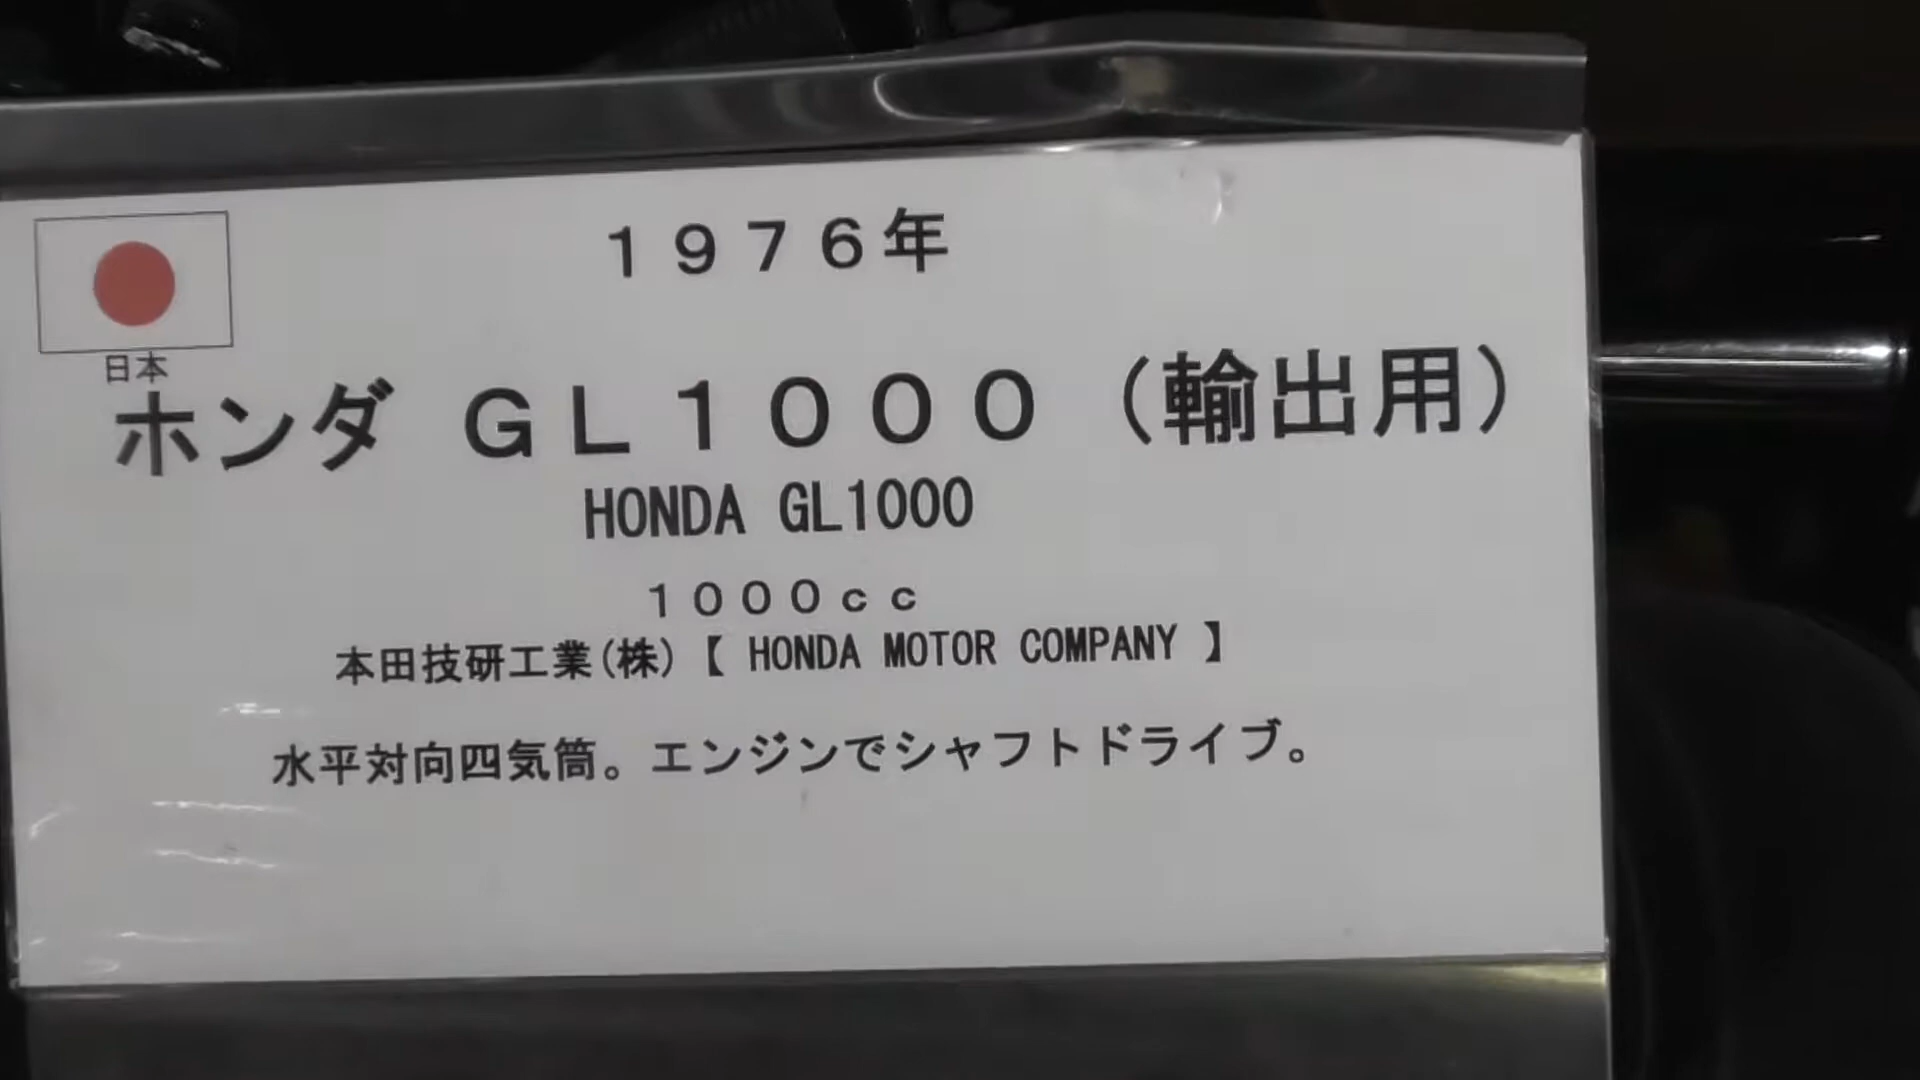 １９７６年
日本
ホンダ ＧＬ１０００（輸出用）
HONDA GL1000
１０００ｃｃ
本田技研工業(株)【 HONDA MOTOR COMPANY 】
水平対向四気筒。エンジンでシャフトドライブ。